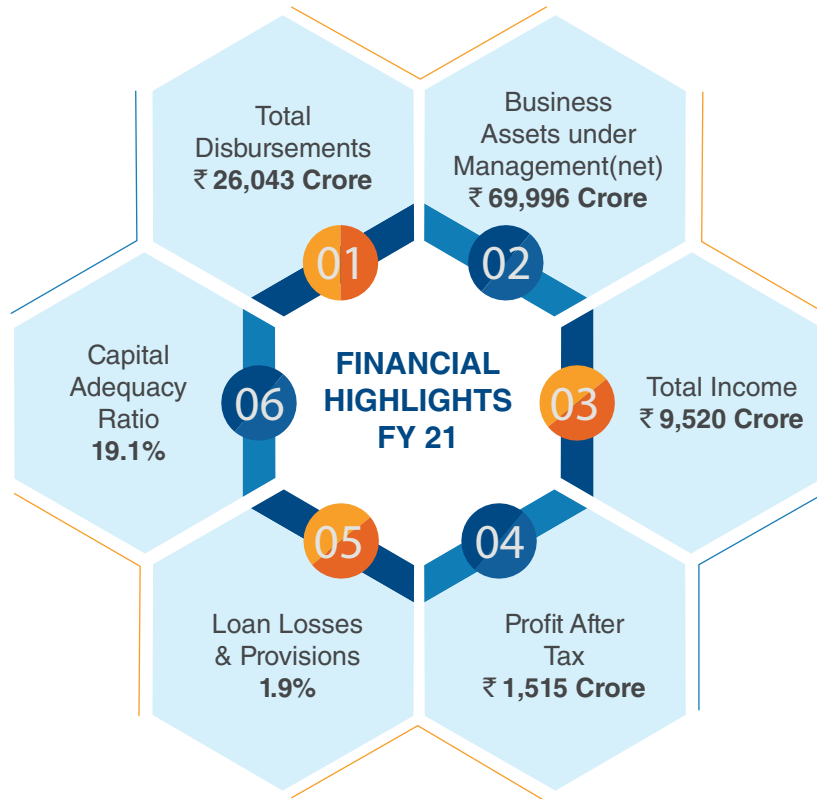 Total
Disbursements
₹ 26,043 Crore
01
Business
Assets under
Management(net)
₹ 69,996 Crore
02
Total Income
₹ 9,520 Crore
03
Profit After
Tax
₹ 1,515 Crore
04
Loan Losses
& Provisions
1.9%
05
Capital
Adequacy
Ratio
19.1%
06
FINANCIAL
HIGHLIGHTS
FY 21